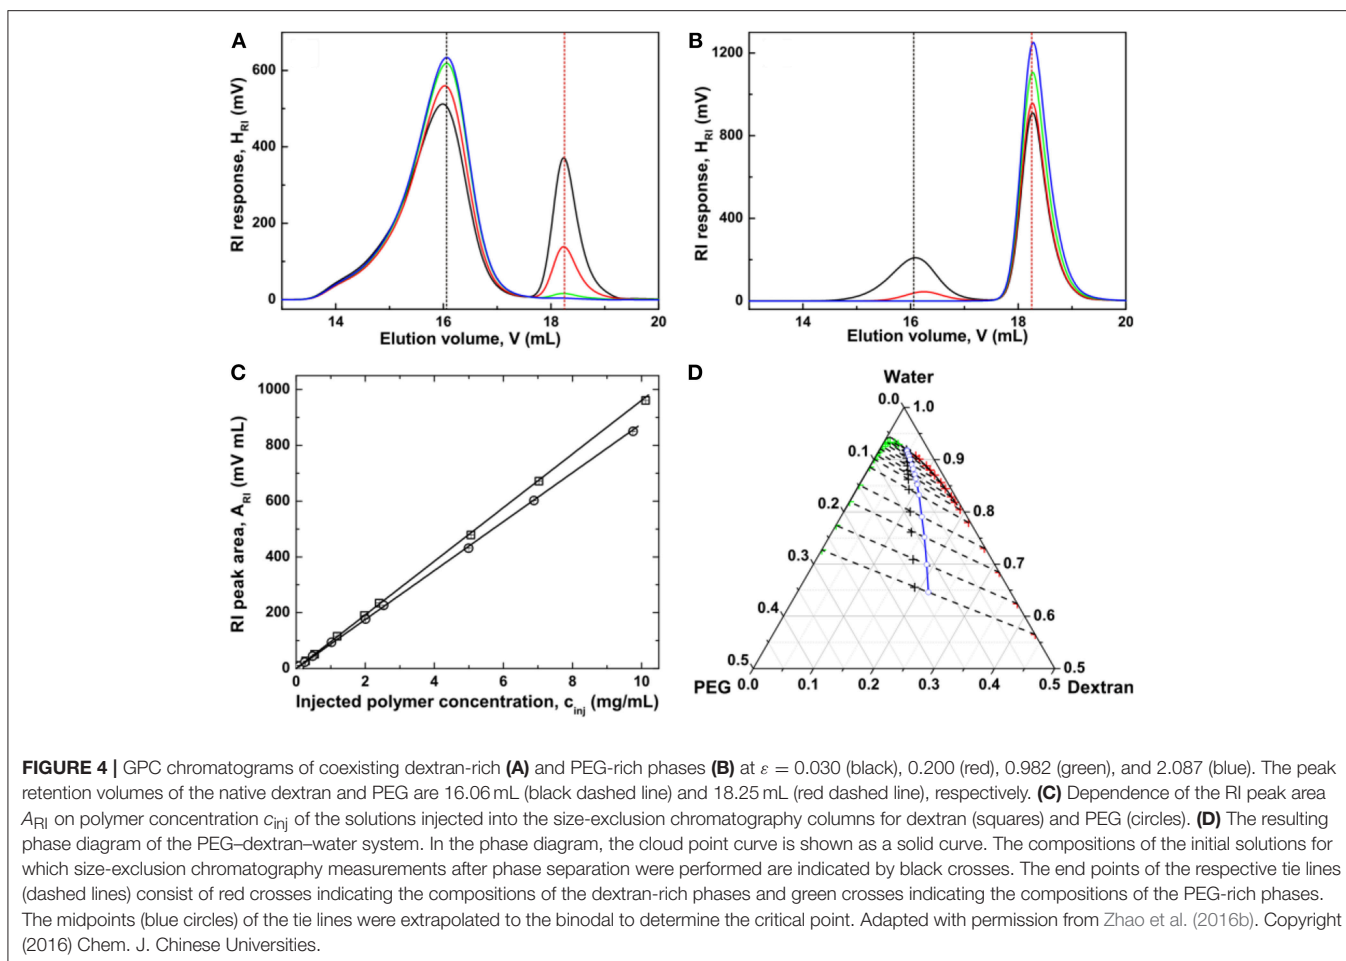 A
RI response, H_RI (mV)
600
400
200
0
14
16
18
20
Elution volume, V (mL)
B
RI response, H_RI (mV)
1200
800
400
0
14
16
18
20
Elution volume, V (mL)
C
RI peak area, A_RI (mV mL)
1000
800
600
400
200
0
0
2
4
6
8
10
Injected polymer concentration, c_inj (mg/mL)
D
Water
0.0
1.0
0.1
0.9
0.2
0.8
0.3
0.7
0.4
0.6
0.5
0.5
PEG
0.0
0.1
0.2
0.3
0.4
0.5
Dextran
FIGURE 4 | GPC chromatograms of coexisting dextran-rich (A) and PEG-rich phases (B) at ε = 0.030 (black), 0.200 (red), 0.982 (green), and 2.087 (blue). The peak
retention volumes of the native dextran and PEG are 16.06 mL (black dashed line) and 18.25 mL (red dashed line), respectively. (C) Dependence of the RI peak area
A_RI on polymer concentration c_inj of the solutions injected into the size-exclusion chromatography columns for dextran (squares) and PEG (circles). (D) The resulting
phase diagram of the PEG–dextran–water system. In the phase diagram, the cloud point curve is shown as a solid curve. The compositions of the initial solutions for
which size-exclusion chromatography measurements after phase separation were performed are indicated by black crosses. The end points of the respective tie lines
(dashed lines) consist of red crosses indicating the compositions of the dextran-rich phases and green crosses indicating the compositions of the PEG-rich phases.
The midpoints (blue circles) of the tie lines were extrapolated to the binodal to determine the critical point. Adapted with permission from Zhao et al. (2016b). Copyright
(2016) Chem. J. Chinese Universities.